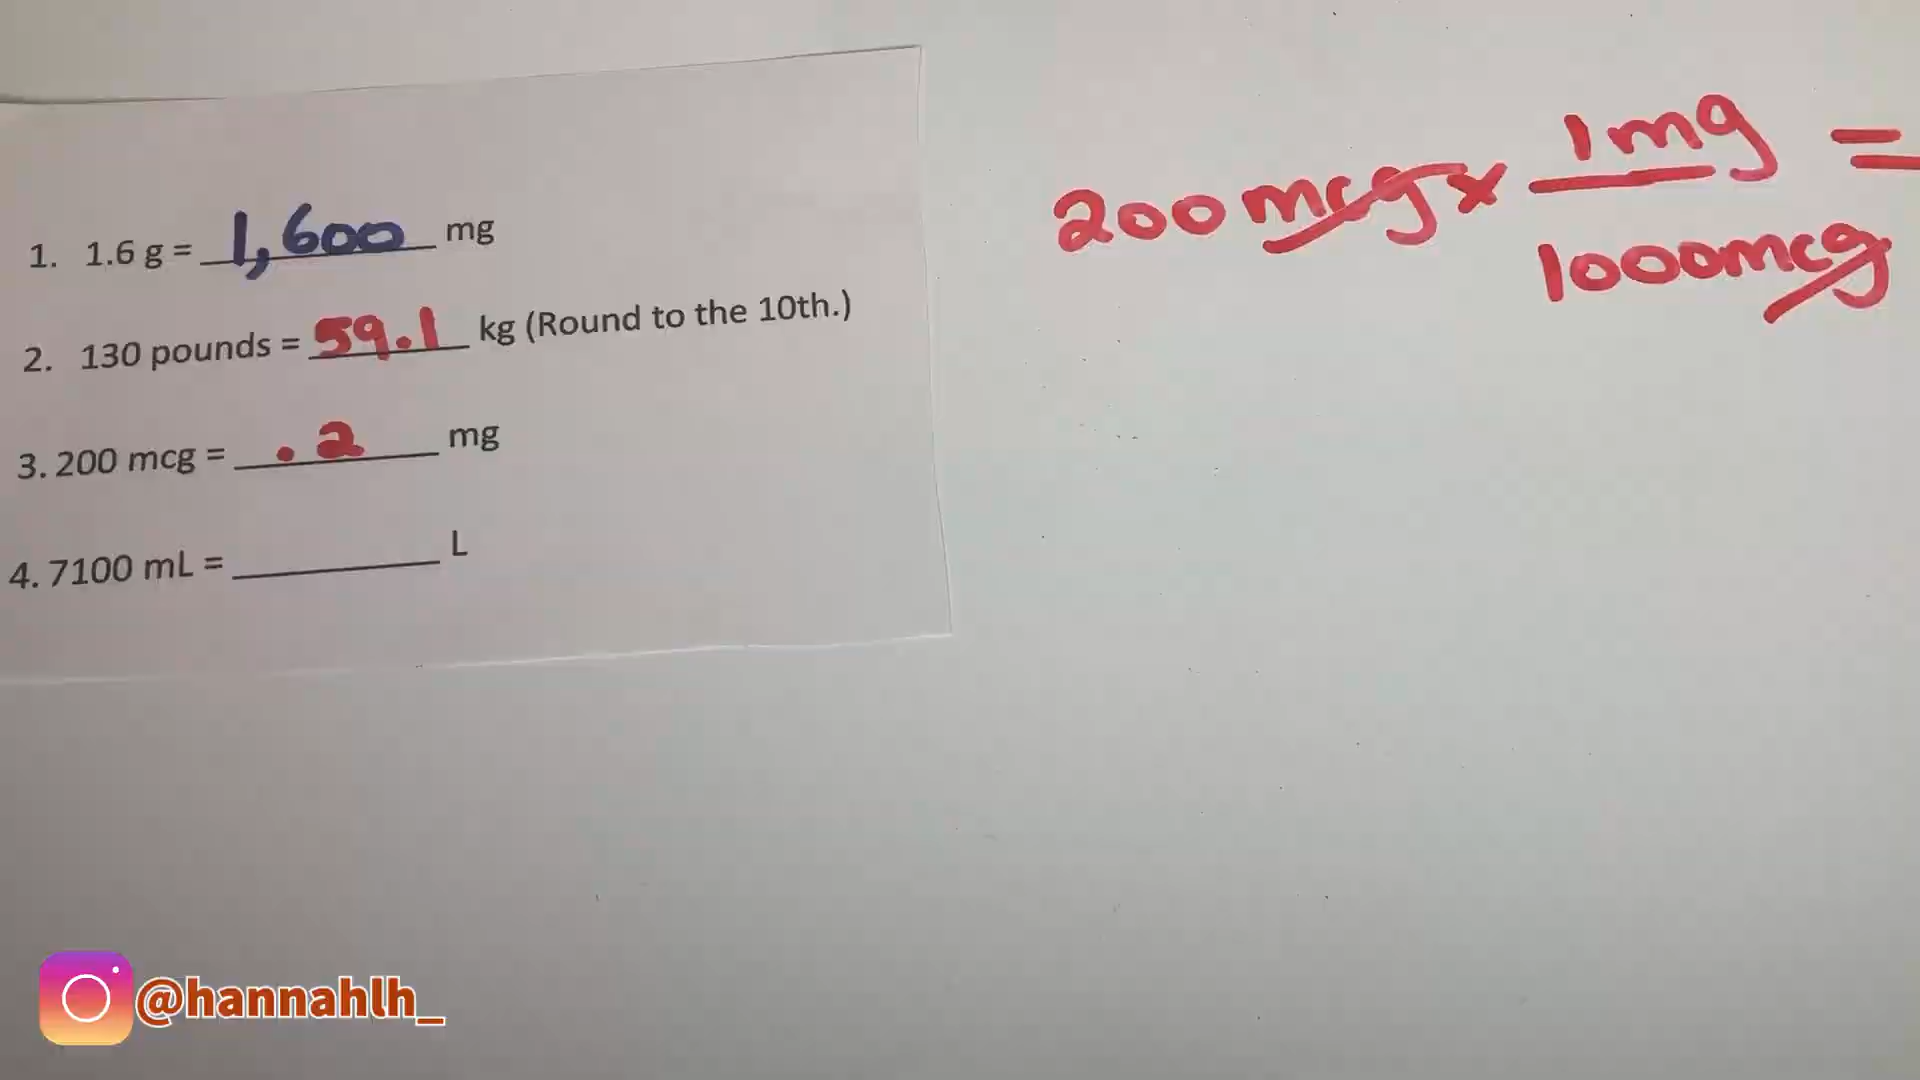 1. 1.6 g = 1,600 mg
2. 130 pounds = 59.1 kg (Round to the 10th.)
3. 200 mcg = .2 mg
4. 7100 mL = ________ L
200 mcg x 1mg =
1000mcg
@hannahlh_